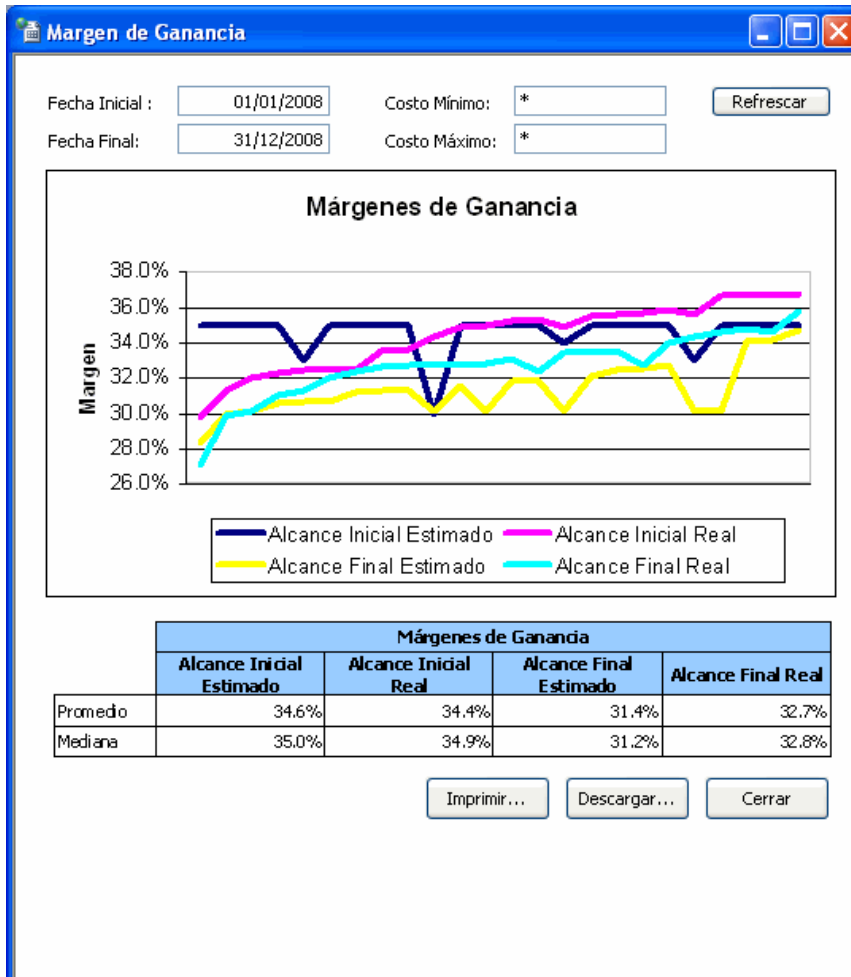 Margen de Ganancia
Fecha Inicial : 01/01/2008 Costo Mínimo: * Refrescar
Fecha Final: 31/12/2008 Costo Máximo: *
Márgenes de Ganancia
Margen
38.0%
36.0%
34.0%
32.0%
30.0%
28.0%
26.0%
Alcance Inicial Estimado Alcance Inicial Real
Alcance Final Estimado Alcance Final Real
Márgenes de Ganancia
Alcance Inicial Estimado Alcance Inicial Real Alcance Final Estimado Alcance Final Real
Promedio 34.6% 34.4% 31.4% 32.7%
Mediana 35.0% 34.9% 31.2% 32.8%
Imprimir... Descargar... Cerrar